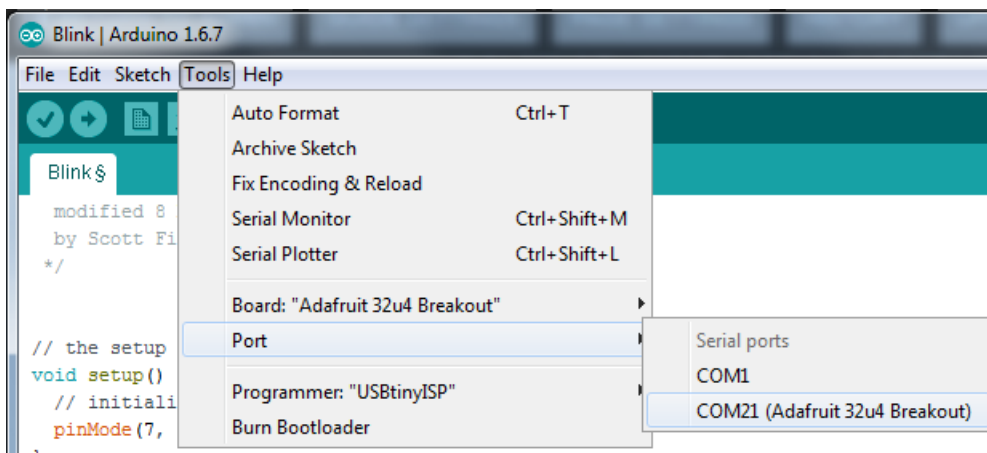 Blink | Arduino 1.6.7
File Edit Sketch Tools Help
Auto Format Ctrl+T
Archive Sketch
Fix Encoding & Reload
Serial Monitor Ctrl+Shift+M
Serial Plotter Ctrl+Shift+L
Board: "Adafruit 32u4 Breakout"
Port
Programmer: "USBtinyISP"
Burn Bootloader
Serial ports
COM1
COM21 (Adafruit 32u4 Breakout)
Blink §
modified 8
by Scott
*/
// the setup
void setup()
//
pinMode(7,